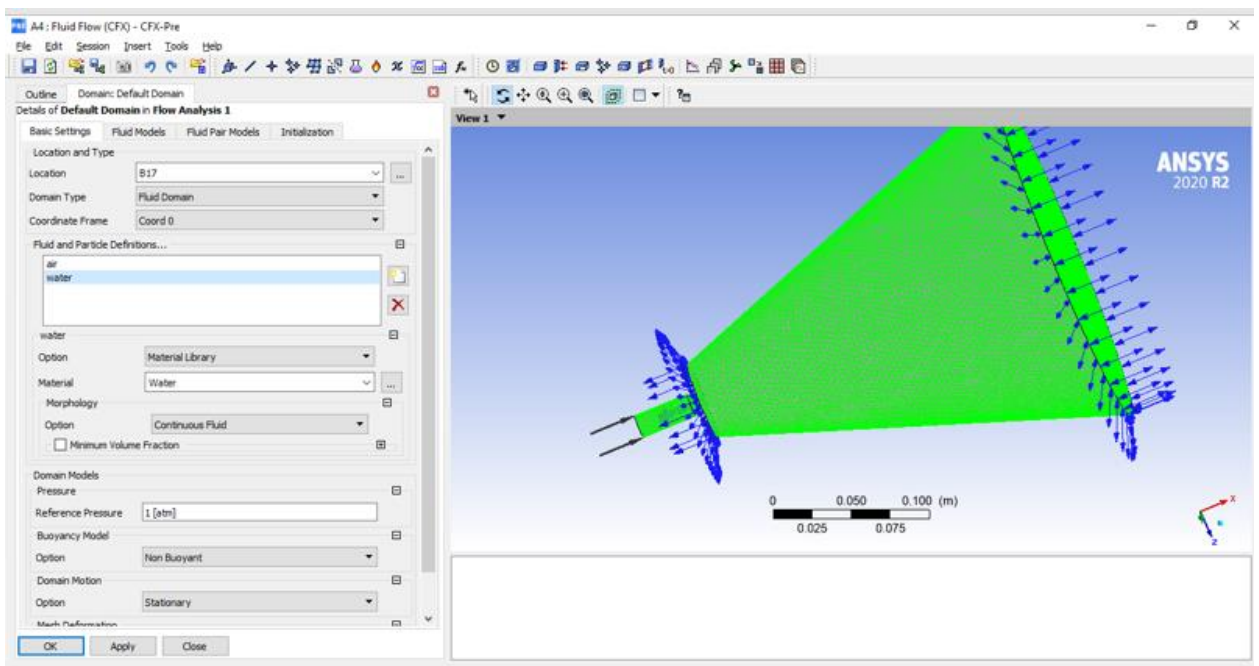 A4 : Fluid Flow (CFX) - CFX-Pre
File Edit Session Insert Tools Help
Outline Domain: Default Domain
Details of Default Domain in Flow Analysis 1
Basic Settings Fluid Models Fluid Pair Models Initialization
Location and Type
Location B17 ...
Domain Type Fluid Domain
Coordinate Frame Coord 0
Fluid and Particle Definitions...
air
water
water
Option Material Library
Material Water ...
Morphology
Option Continuous Fluid
Minimum Volume Fraction
Domain Models
Pressure
Reference Pressure 1 [atm]
Buoyancy Model
Option Non Buoyant
Domain Motion
Option Stationary
Mesh Deformation
OK Apply Close
View 1
ANSYS
2020 R2
0 0.050 0.100 (m)
0.025 0.075
X
Z